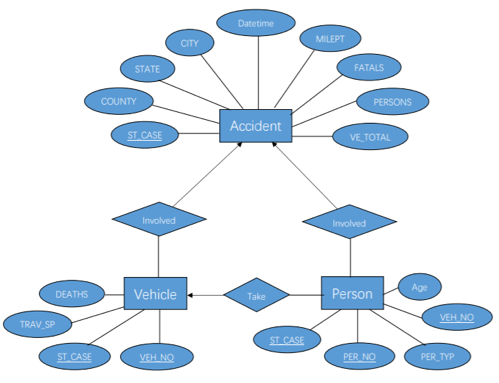 Datetime
CITY
MILEPT
STATE
FATALS
COUNTY
PERSONS
Accident
ST_CASE
VE_TOTAL
Involved
Involved
DEATHS
Vehicle
Take
Person
Age
TRAV_SP
VEH_NO
ST_CASE
ST_CASE
VEH_NO
PER_NO
PER_TYP